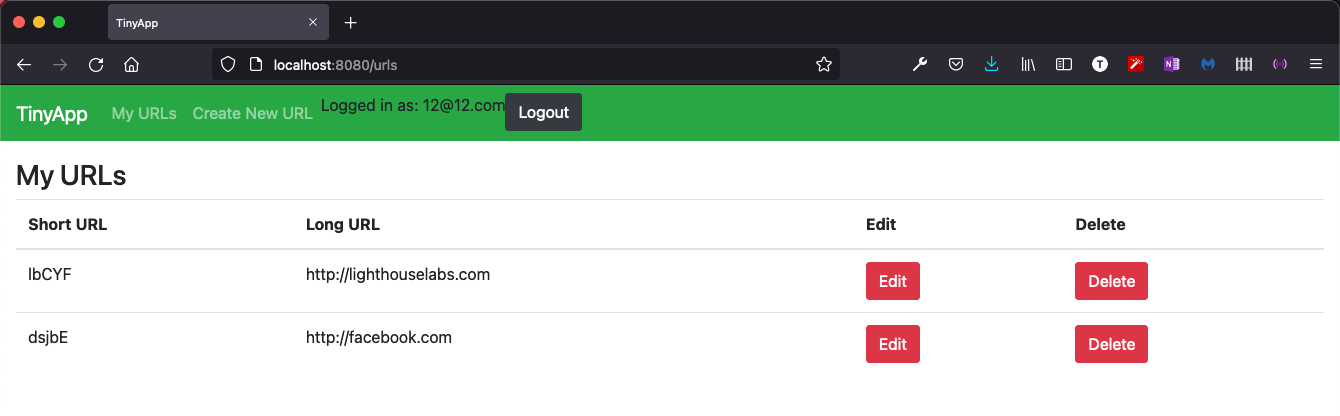 TinyApp
localhost:8080/urls
TinyApp My URLs Create New URL Logged in as: 12@12.com Logout
My URLs
Short URL Long URL Edit Delete
lbCYF http://lighthouselabs.com Edit Delete
dsjbE http://facebook.com Edit Delete